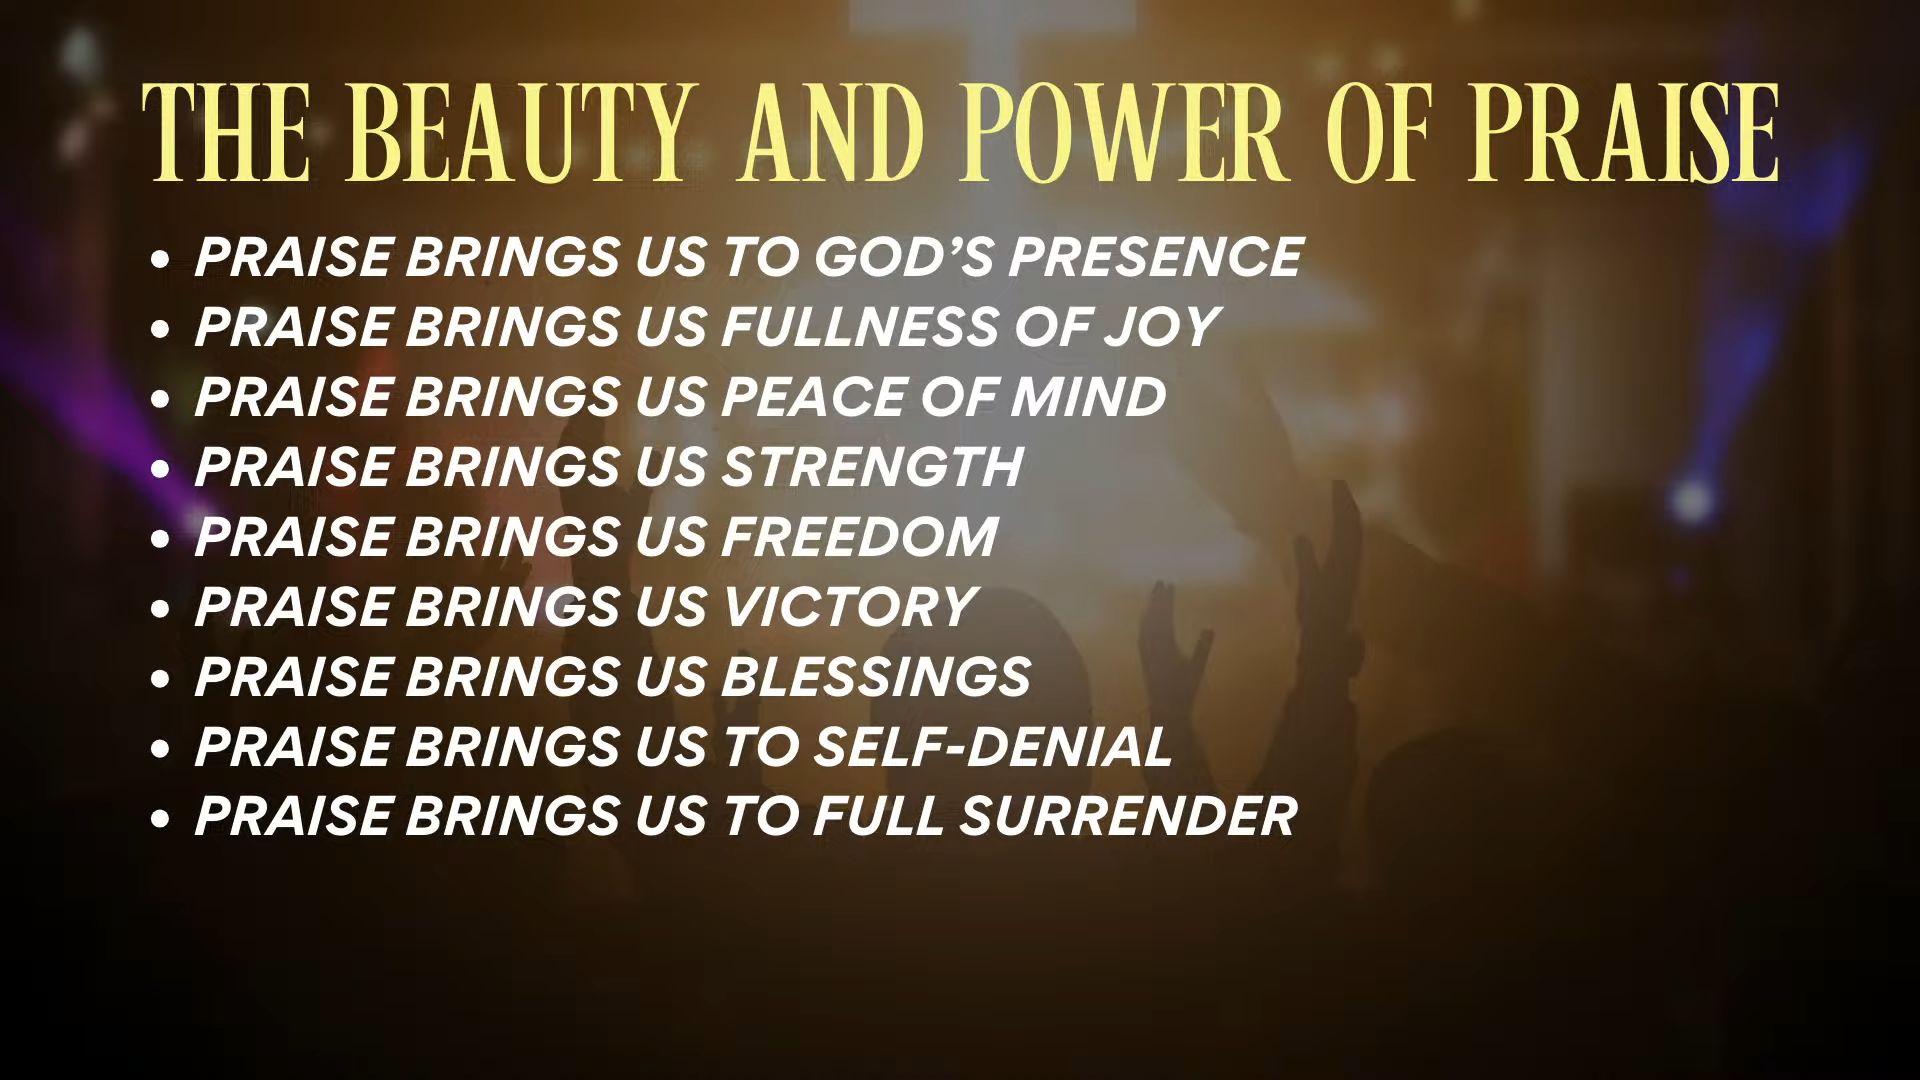 THE BEAUTY AND POWER OF PRAISE
• PRAISE BRINGS US TO GOD’S PRESENCE
• PRAISE BRINGS US FULLNESS OF JOY
• PRAISE BRINGS US PEACE OF MIND
• PRAISE BRINGS US STRENGTH
• PRAISE BRINGS US FREEDOM
• PRAISE BRINGS US VICTORY
• PRAISE BRINGS US BLESSINGS
• PRAISE BRINGS US TO SELF-DENIAL
• PRAISE BRINGS US TO FULL SURRENDER